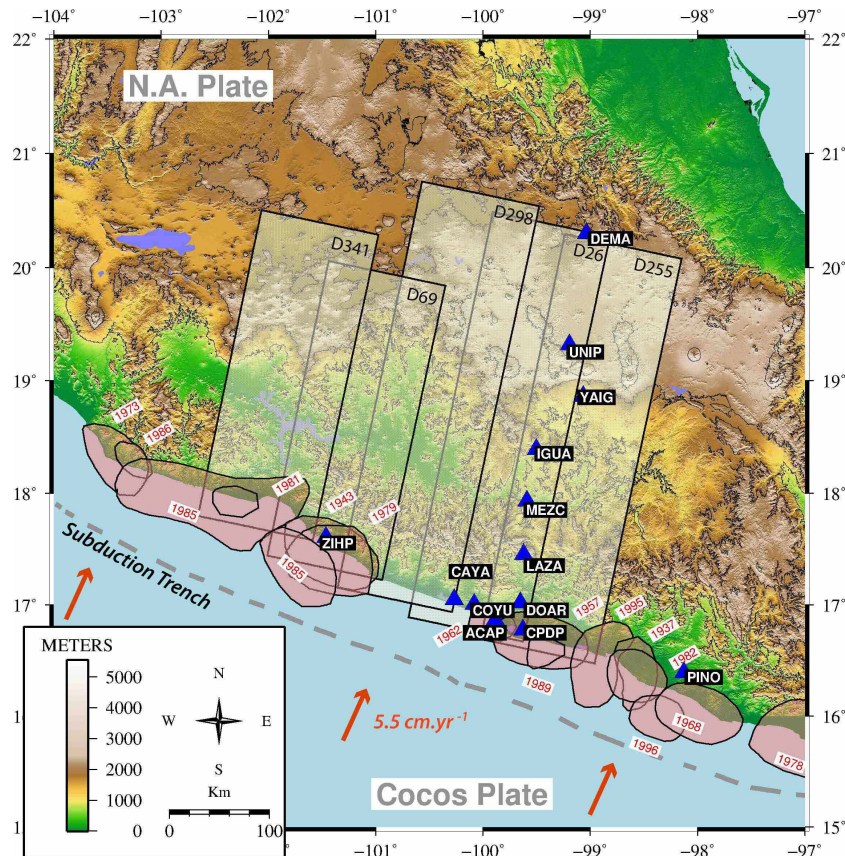 −104 −102 −101 −100 −99 −98 −97
22˚ 22˚
N.A. Plate
21˚ 21˚
D298
D341 DEMA
D26
D255
20˚ 20˚
D69
UNIP
19˚ 19˚
YAIG
1973
1986
IGUA
18˚ 18˚
1981
1985
1943
1979
MEZC
ZIHP
Subduction Trench
1985
LAZA
CAYA
17˚ 17˚
COYU DOAR
1957
1995
1962
ACAP CPDP
1937
1982
PINO
1989
METERS
5000
4000
3000
2000
1000
0
N
W E
S
Km
0 100
5.5 cm.yr -1
1968
1996
1978
16˚
Cocos Plate
15˚
−101˚ −100˚ −99˚ −98˚ −97˚